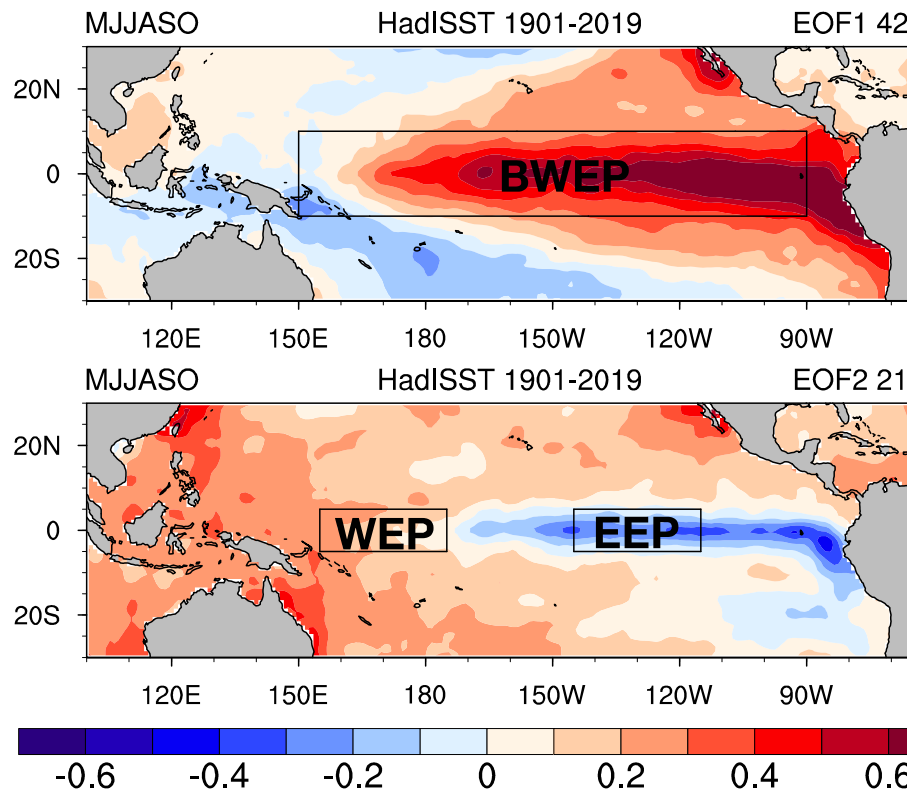 MJJASO HadISST 1901-2019 EOF1 42
20N
BWEP
0
20S
120E 150E 180 150W 120W 90W
MJJASO HadISST 1901-2019 EOF2 21
20N
WEP EEP
0
20S
120E 150E 180 150W 120W 90W
-0.6 -0.4 -0.2 0 0.2 0.4 0.6